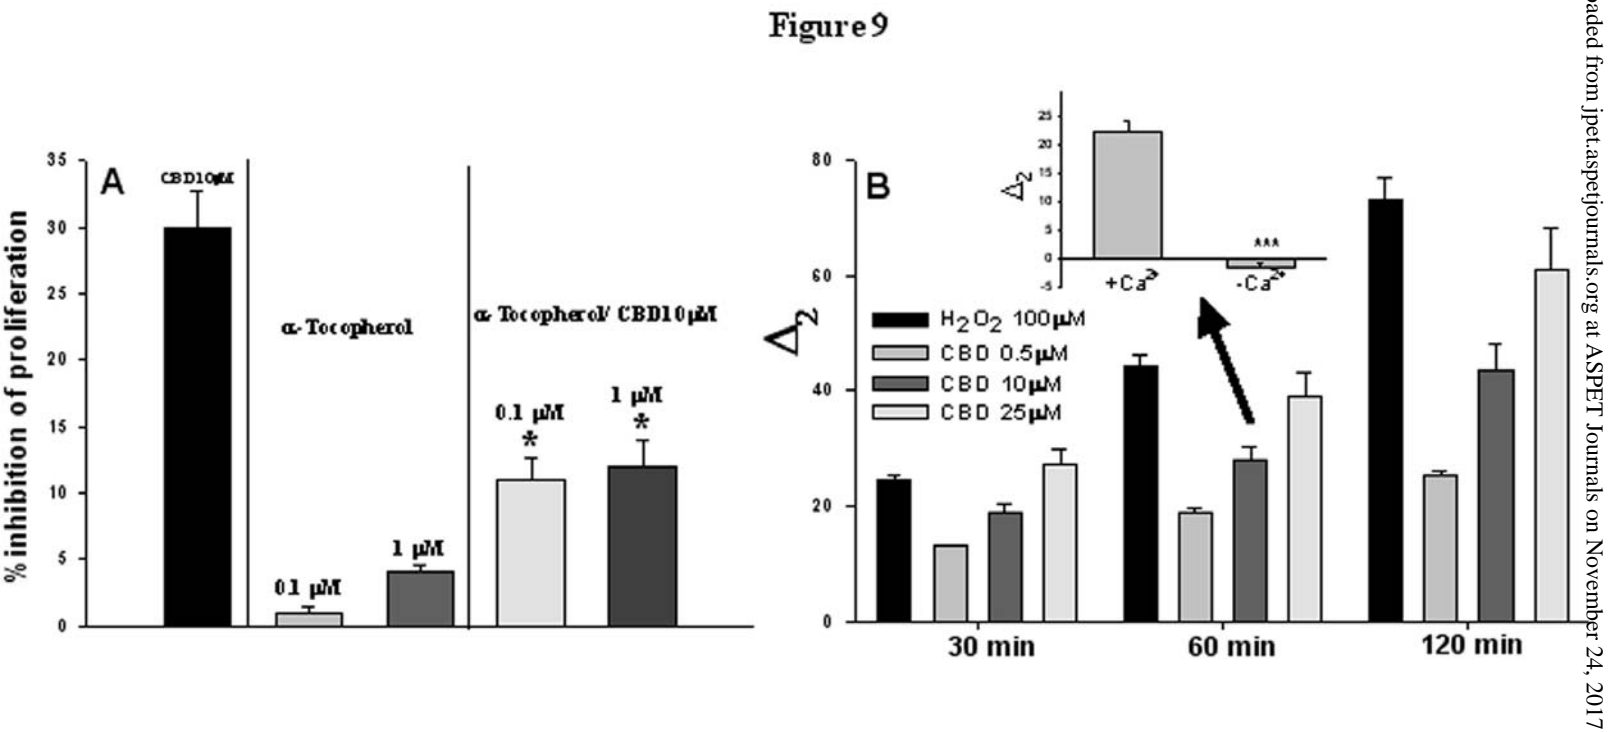 Figure 9
% inhibition of proliferation
35
30
25
20
15
10
5
0
A
CBD10μM
α-Tocopherol
α-Tocopherol/ CBD10μM
0.1 μM
1 μM
0.1 μM
*
1 μM
*
Δ2
80
60
40
20
0
B
H2O2 100μM
CBD 0.5μM
CBD 10μM
CBD 25μM
Δ2
25
20
15
10
5
0
-5
***
+Ca2+
-Ca2+
30 min
60 min
120 min
oaded from jpet.aspetjournals.org at ASPET Journals on November 24, 2017